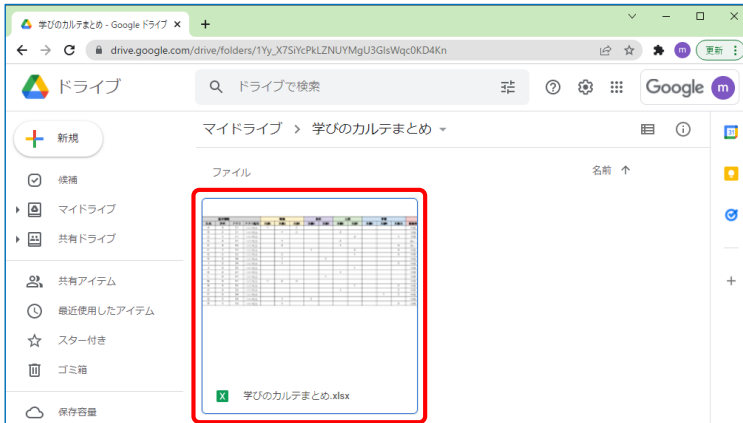 学びのカルテまとめ - Google ドライブ
drive.google.com/drive/folders/1Yy_X7SiYcPkLZNUYMgU3GlsWqc0KD4Kn
m
更新
ドライブ
ドライブで検索
Google
m
新規
マイドライブ > 学びのカルテまとめ
31
候補
マイドライブ
共有ドライブ
共有アイテム
最近使用したアイテム
スター付き
ゴミ箱
保存容量
ファイル
名前
X 学びのカルテまとめ.xlsx